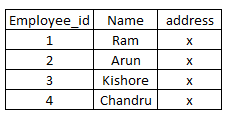 Employee_id Name address
1 Ram x
2 Arun x
3 Kishore x
4 Chandru x